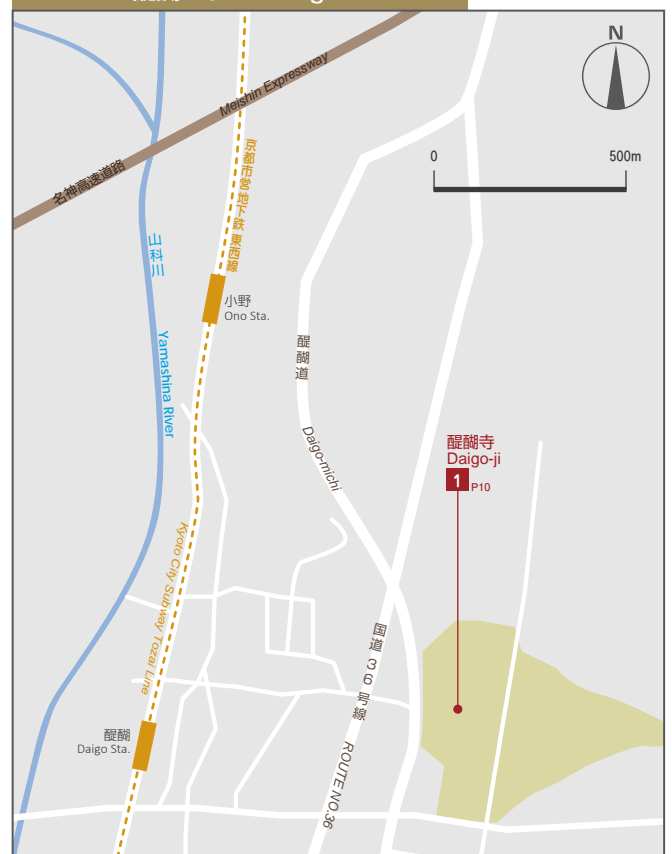 N
0 500m
Meishin Expressway
名神高速道路
京都市営地下鉄 東西線
山科川
小野
Ono Sta.
Yamashina River
醍醐道
Daigo-michi
醍醐寺
Daigo-ji
1 P10
Kyoto City Subway Tozai Line
国道36号線
ROUTE NO.36
醍醐
Daigo Sta.